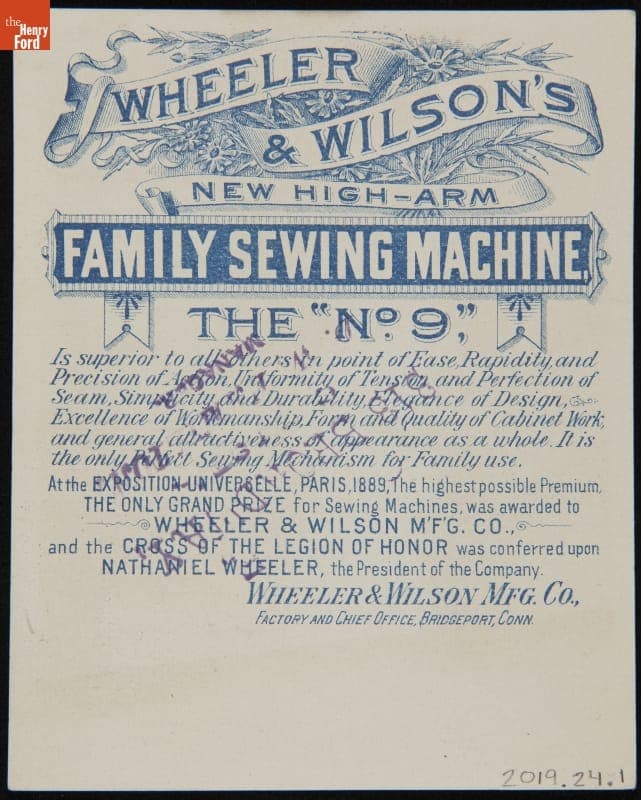 the
Henry
Ford
WHEELER
& WILSON'S
NEW HIGH-ARM
FAMILY SEWING MACHINE,
THE "No. 9",
Is superior to all others in point of Ease, Rapidity, and
Precision of Action, Uniformity of Tension, and Perfection of
Seam, Simplicity and Durability, Elegance of Design,
Excellence of Workmanship, Form and Quality of Cabinet Work,
and general attractiveness of appearance as a whole. It is
the only Perfect Sewing Mechanism for Family use.
At the EXPOSITION UNIVERSELLE, PARIS, 1889, The highest possible Premium,
THE ONLY GRAND PRIZE for Sewing Machines, was awarded to
WHEELER & WILSON M'F'G. CO.,
and the CROSS OF THE LEGION OF HONOR was conferred upon
NATHANIEL WHEELER, the President of the Company.
WHEELER & WILSON MFG. CO.,
FACTORY AND CHIEF OFFICE, BRIDGEPORT, CONN.
2019.24.1